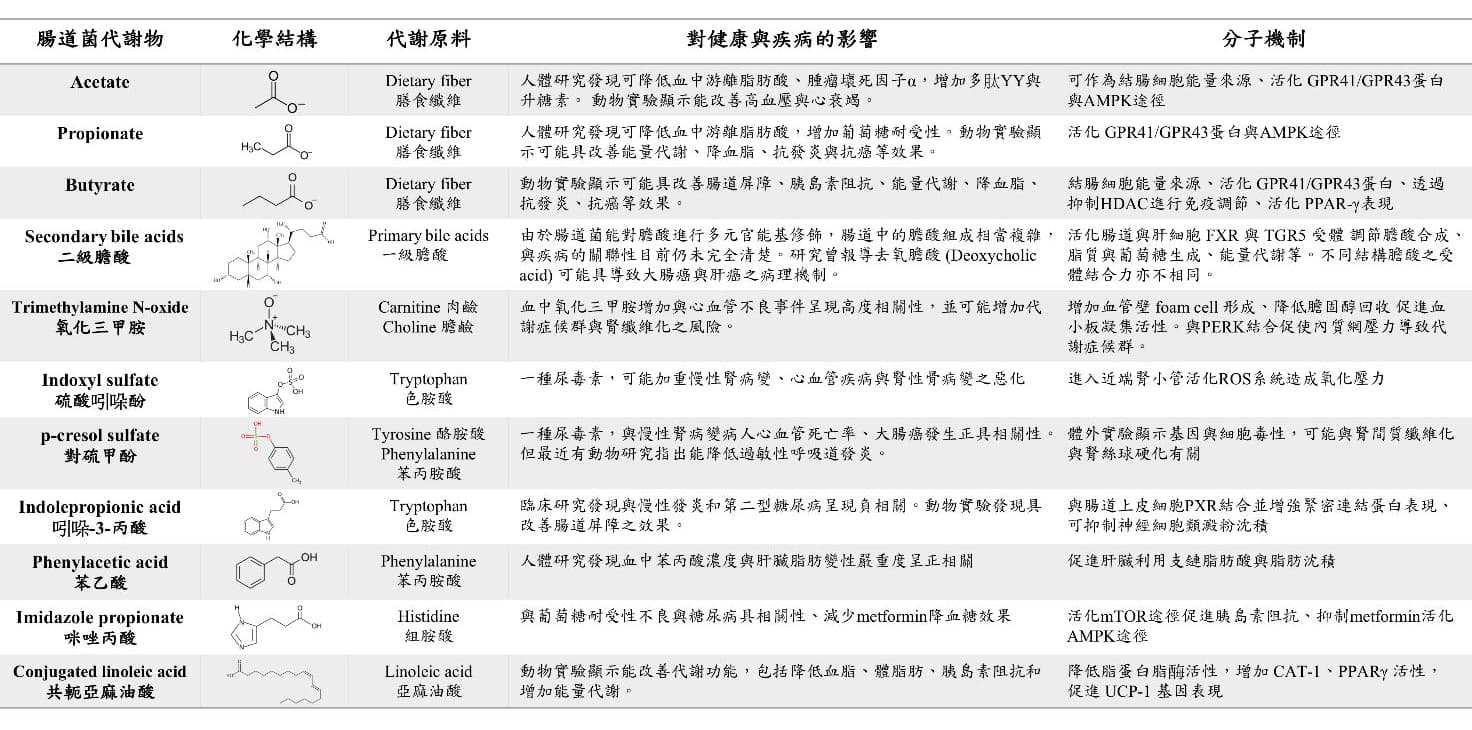 腸道菌代謝物 化學結構 代謝原料 對健康與疾病的影響 分子機制
Acetate
Dietary fiber
膳食纖維
人體研究發現可降低血中游離脂肪酸、腫瘤壞死因子α，增加多肽YY與
升糖素。 動物實驗顯示能改善高血壓與心衰竭。
可作為結腸細胞能量來源、活化 GPR41/GPR43蛋白
與AMPK途徑
Propionate
Dietary fiber
膳食纖維
人體研究發現可降低血中游離脂肪酸，增加葡萄糖耐受性。動物實驗顯
示可能具改善能量代謝、降血脂、抗發炎與抗癌等效果。
活化 GPR41/GPR43蛋白與AMPK途徑
Butyrate
Dietary fiber
膳食纖維
動物實驗顯示可能具改善腸道屏障、胰島素阻抗、能量代謝、降血脂、
抗發炎、抗癌等效果。
結腸細胞能量來源、活化 GPR41/GPR43蛋白、透過
抑制HDAC進行免疫調節、活化 PPAR-γ表現
Secondary bile acids
二級膽酸
Primary bile acids
一級膽酸
由於腸道菌能對膽酸進行多元官能基修飾，腸道中的膽酸組成相當複雜，
與疾病的關聯性目前仍未完全清楚。研究曾報導去氧膽酸 (Deoxycholic
acid) 可能具導致大腸癌與肝癌之病理機制。
活化腸道與肝細胞 FXR 與 TGR5 受體 調節膽酸合成、
脂質與葡萄糖生成、能量代謝等。不同結構膽酸之受
體結合力亦不相同。
Trimethylamine N-oxide
氧化三甲胺
O⁻
N⁺
H₃C
CH₃
CH₃
Carnitine 肉鹼
Choline 膽鹼
血中氧化三甲胺增加與心血管不良事件呈現高度相關性，並可能增加代
謝症候群與腎纖維化之風險。
增加血管壁 foam cell 形成、降低膽固醇回收 促進血
小板凝集活性。與PERK結合促使內質網壓力導致代
謝症候群。
Indoxyl sulfate
硫酸吲哚酚
Tryptophan
色胺酸
一種尿毒素，可能加重慢性腎病變、心血管疾病與腎性骨病變之惡化
進入近端腎小管活化ROS系統造成氧化壓力
p-cresol sulfate
對硫甲酚
Tyrosine 酪胺酸
Phenylalanine
苯丙胺酸
一種尿毒素，與慢性腎病變病人心血管死亡率、大腸癌發生正具相關性。
但最近有動物研究指出能降低過敏性呼吸道發炎。
體外實驗顯示基因與細胞毒性，可能與腎間質纖維化
與腎絲球硬化有關
Indolepropionic acid
吲哚-3-丙酸
Tryptophan
色胺酸
臨床研究發現與慢性發炎和第二型糖尿病呈現負相關。動物實驗發現具
改善腸道屏障之效果。
與腸道上皮細胞PXR結合並增強緊密連結蛋白表現、
可抑制神經細胞類澱粉沈積
Phenylacetic acid
苯乙酸
OH
O
Phenylalanine
苯丙胺酸
人體研究發現血中苯丙酸濃度與肝臟脂肪變性嚴重度呈正相關
促進肝臟利用支鏈脂肪酸與脂肪沈積
Imidazole propionate
咪唑丙酸
Histidine
組胺酸
與葡萄糖耐受性不良與糖尿病具相關性、減少metformin降血糖效果
活化mTOR途徑促進胰島素阻抗、抑制metformin活化
AMPK途徑
Conjugated linoleic acid
共軛亞麻油酸
Linoleic acid
亞麻油酸
動物實驗顯示能改善代謝功能，包括降低血脂、體脂肪、胰島素阻抗和
增加能量代謝。
降低脂蛋白脂酶活性，增加 CAT-1、PPARγ 活性，
促進 UCP-1 基因表現